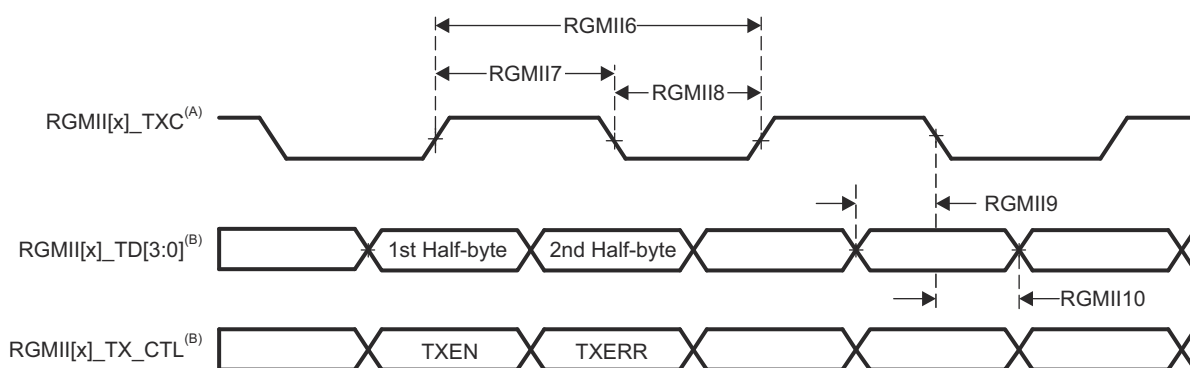 RGMII6
RGMII7
RGMII8
RGMII[x]_TXC(A)
RGMII9
RGMII[x]_TD[3:0](B)
1st Half-byte
2nd Half-byte
RGMII10
RGMII[x]_TX_CTL(B)
TXEN
TXERR